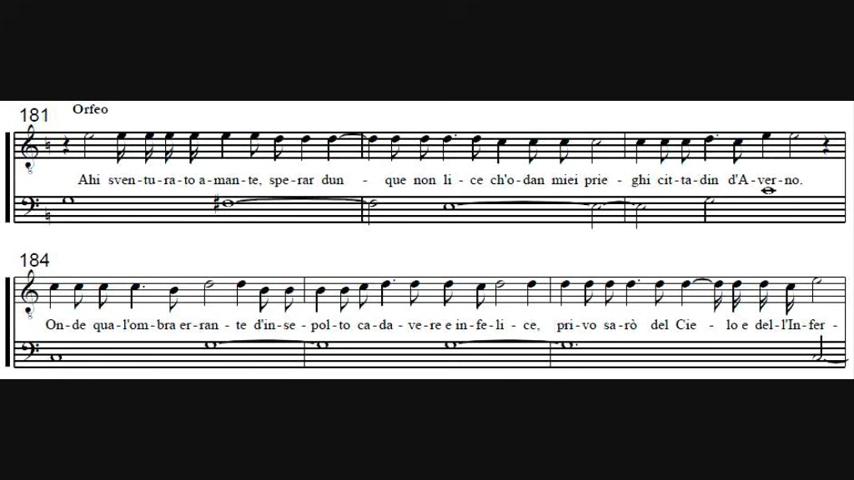 181 Orfeo
Ahi sven-tu-ra-to a-man-te, spe-rar dun - que non li - ce ch'o-dan miei prie - ghi cit-ta-din d'A-ver-no.
184
On-de qua-l'om-bra er-ran-te d'in-se-pol-to ca-da-ve-re e in-fe-li-ce, pri-vo sa-rò del Cie - lo e del-l'In-fer -